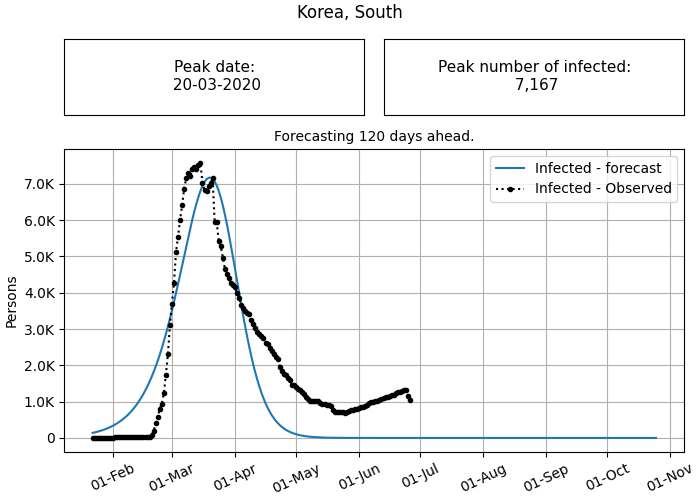 Korea, South
Peak date:
20-03-2020
Peak number of infected:
7,167
Forecasting 120 days ahead.
Infected - forecast
Infected - Observed
Persons
7.0K
6.0K
5.0K
4.0K
3.0K
2.0K
1.0K
0
01-Feb
01-Mar
01-Apr
01-May
01-Jun
01-Jul
01-Aug
01-Sep
01-Oct
01-Nov